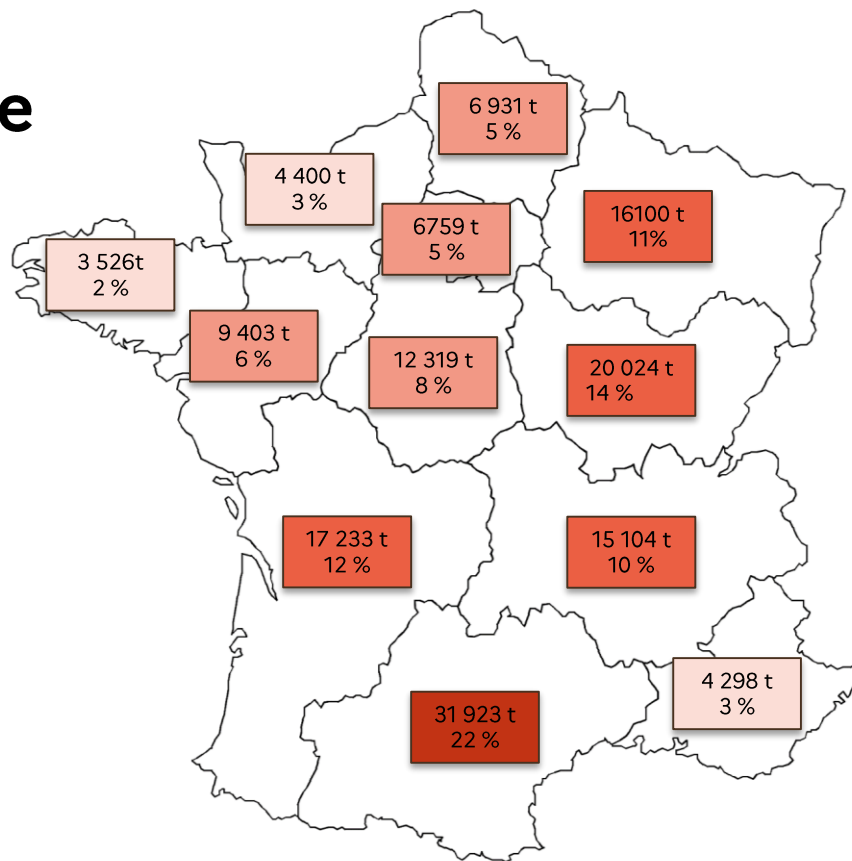 e
6 931 t
5 %
4 400 t
3 %
16100 t
11%
6759 t
5 %
3 526t
2 %
9 403 t
6 %
12 319 t
8 %
20 024 t
14 %
17 233 t
12 %
15 104 t
10 %
4 298 t
3 %
31 923 t
22 %